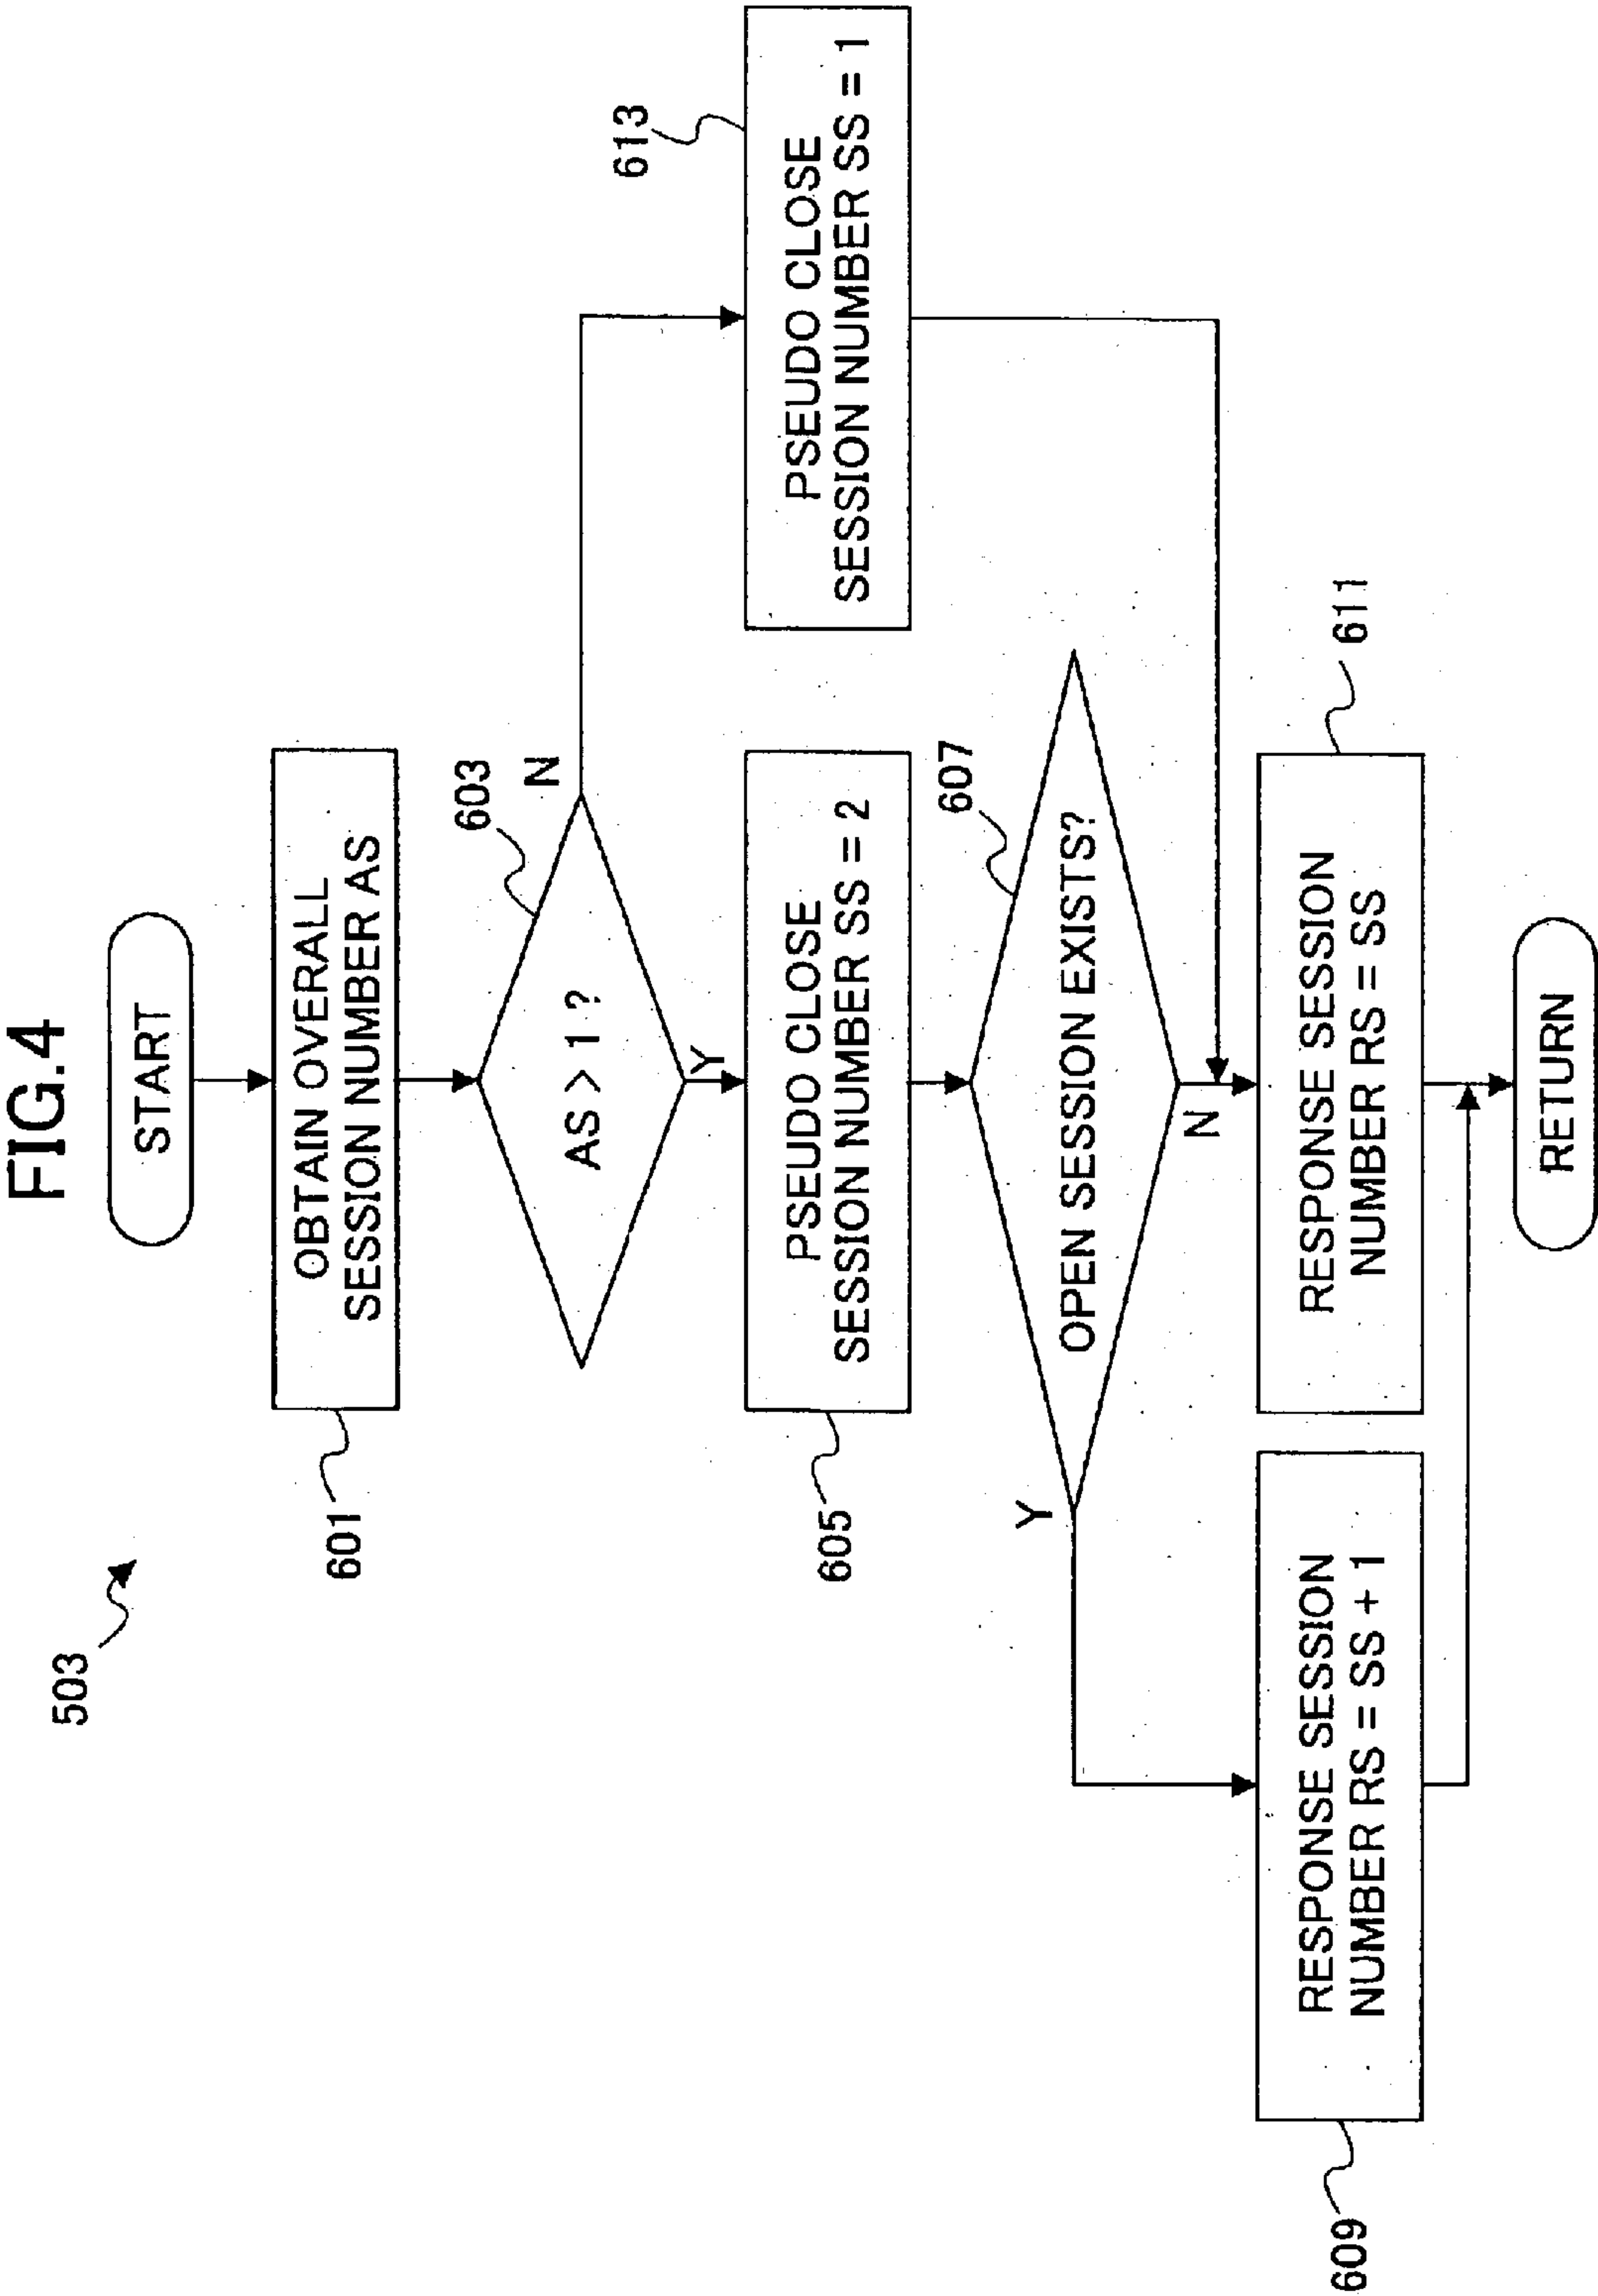 FIG.4
503
START
601
OBTAIN OVERALL
SESSION NUMBER AS
603
AS > 1 ?
N
Y
605
PSEUDO CLOSE
SESSION NUMBER SS = 2
613
PSEUDO CLOSE
SESSION NUMBER SS = 1
607
OPEN SESSION EXISTS?
Y
N
609
RESPONSE SESSION
NUMBER RS = SS + 1
611
RESPONSE SESSION
NUMBER RS = SS
RETURN